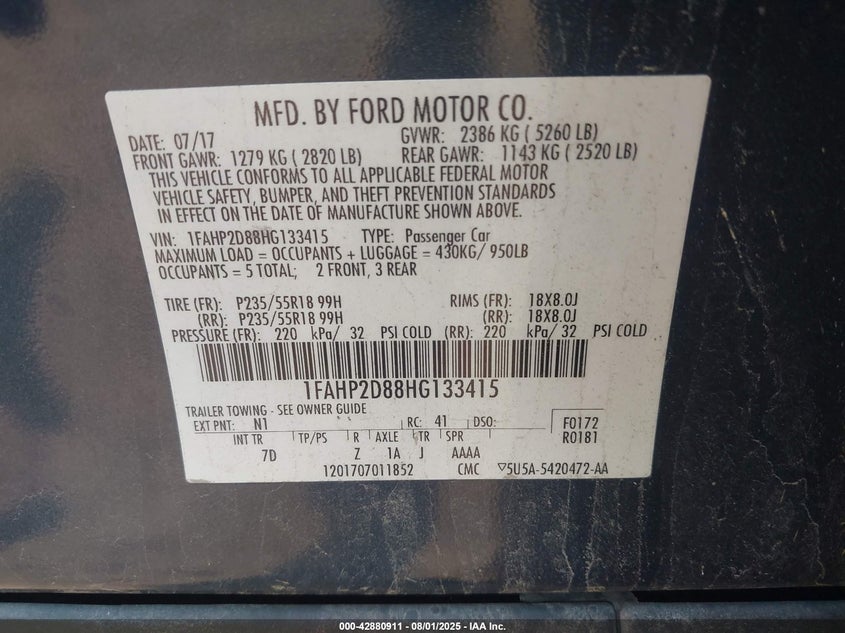 MFD. BY FORD MOTOR CO.
DATE: 07/17 GVWR: 2386 KG ( 5260 LB)
FRONT GAWR: 1279 KG ( 2820 LB) REAR GAWR: 1143 KG ( 2520 LB)
THIS VEHICLE CONFORMS TO ALL APPLICABLE FEDERAL MOTOR
VEHICLE SAFETY, BUMPER, AND THEFT PREVENTION STANDARDS
IN EFFECT ON THE DATE OF MANUFACTURE SHOWN ABOVE.
VIN: 1FAHP2D88HG133415 TYPE: Passenger Car
MAXIMUM LOAD = OCCUPANTS + LUGGAGE = 430KG/ 950LB
OCCUPANTS = 5 TOTAL; 2 FRONT, 3 REAR
TIRE (FR): P235/55R18 99H RIMS (FR): 18X8.0J
(RR): P235/55R18 99H (RR): 18X8.0J
PRESSURE (FR): 220 kPa/ 32 PSI COLD (RR): 220 kPa/ 32 PSI COLD
1FAHP2D88HG133415
TRAILER TOWING - SEE OWNER GUIDE
EXT PNT: N1 RC: 41 DSO: F0172
R0181
INT TR TP/PS R AXLE TR SPR
7D Z 1A J AAAA
1201707011852 CMC ▽5U5A-5420472-AA
000-42880911 - 08/01/2025 - IAA Inc.